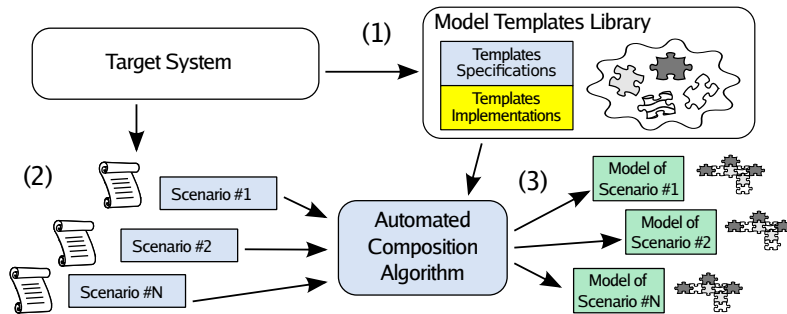 (1)
Model Templates Library
Target System
Templates
Specifications
Templates
Implementations
(2)
(3)
Scenario #1
Scenario #2
Scenario #N
Automated
Composition
Algorithm
Model of
Scenario #1
Model of
Scenario #2
Model of
Scenario #N